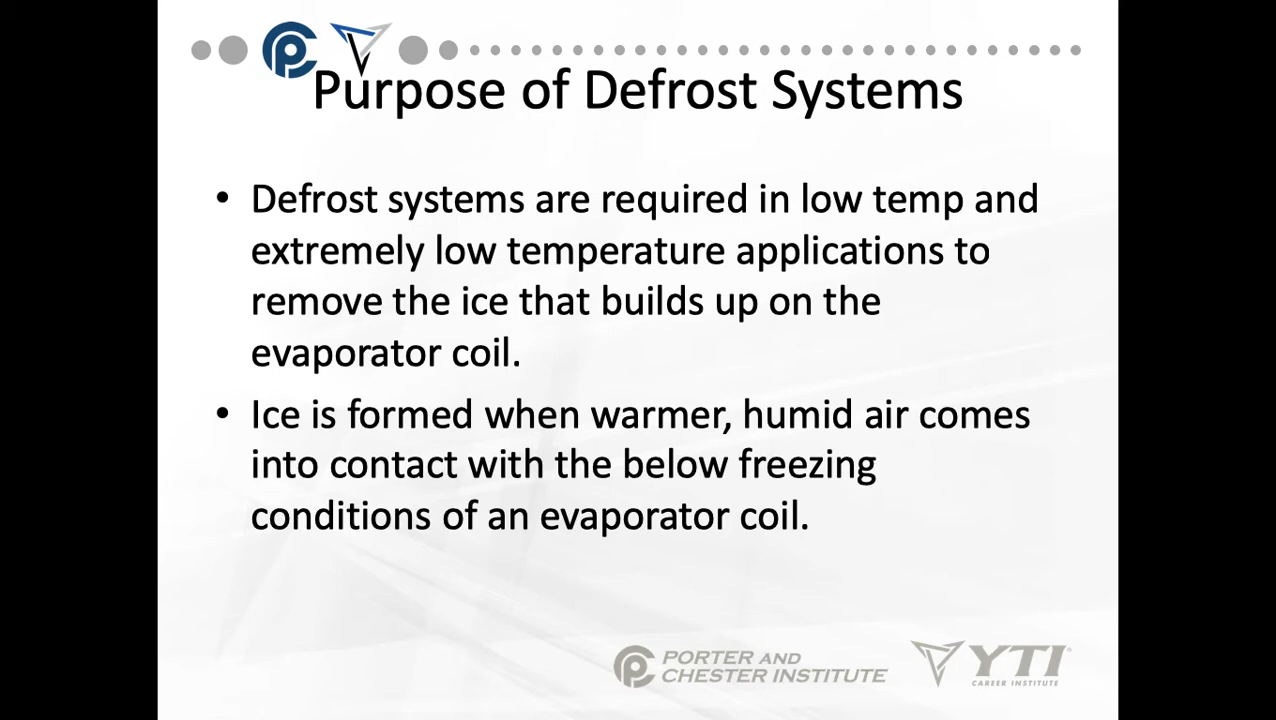 Purpose of Defrost Systems
• Defrost systems are required in low temp and
extremely low temperature applications to
remove the ice that builds up on the
evaporator coil.
• Ice is formed when warmer, humid air comes
into contact with the below freezing
conditions of an evaporator coil.
PORTER AND
CHESTER INSTITUTE
YTI
CAREER INSTITUTE